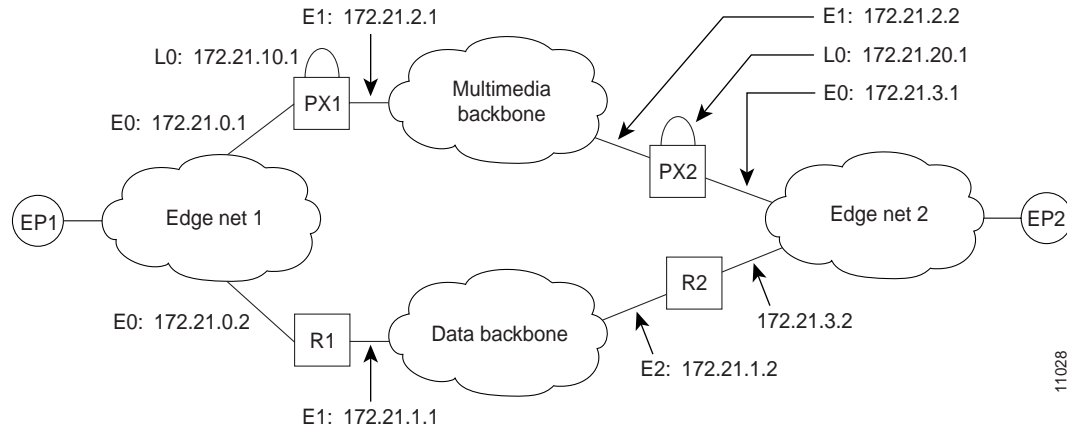 E1: 172.21.2.1
E1: 172.21.2.2
L0: 172.21.10.1
L0: 172.21.20.1
PX1
Multimedia
backbone
E0: 172.21.3.1
E0: 172.21.0.1
PX2
EP1
Edge net 1
Edge net 2
EP2
R2
E0: 172.21.0.2
R1
Data backbone
172.21.3.2
E2: 172.21.1.2
E1: 172.21.1.1
11028